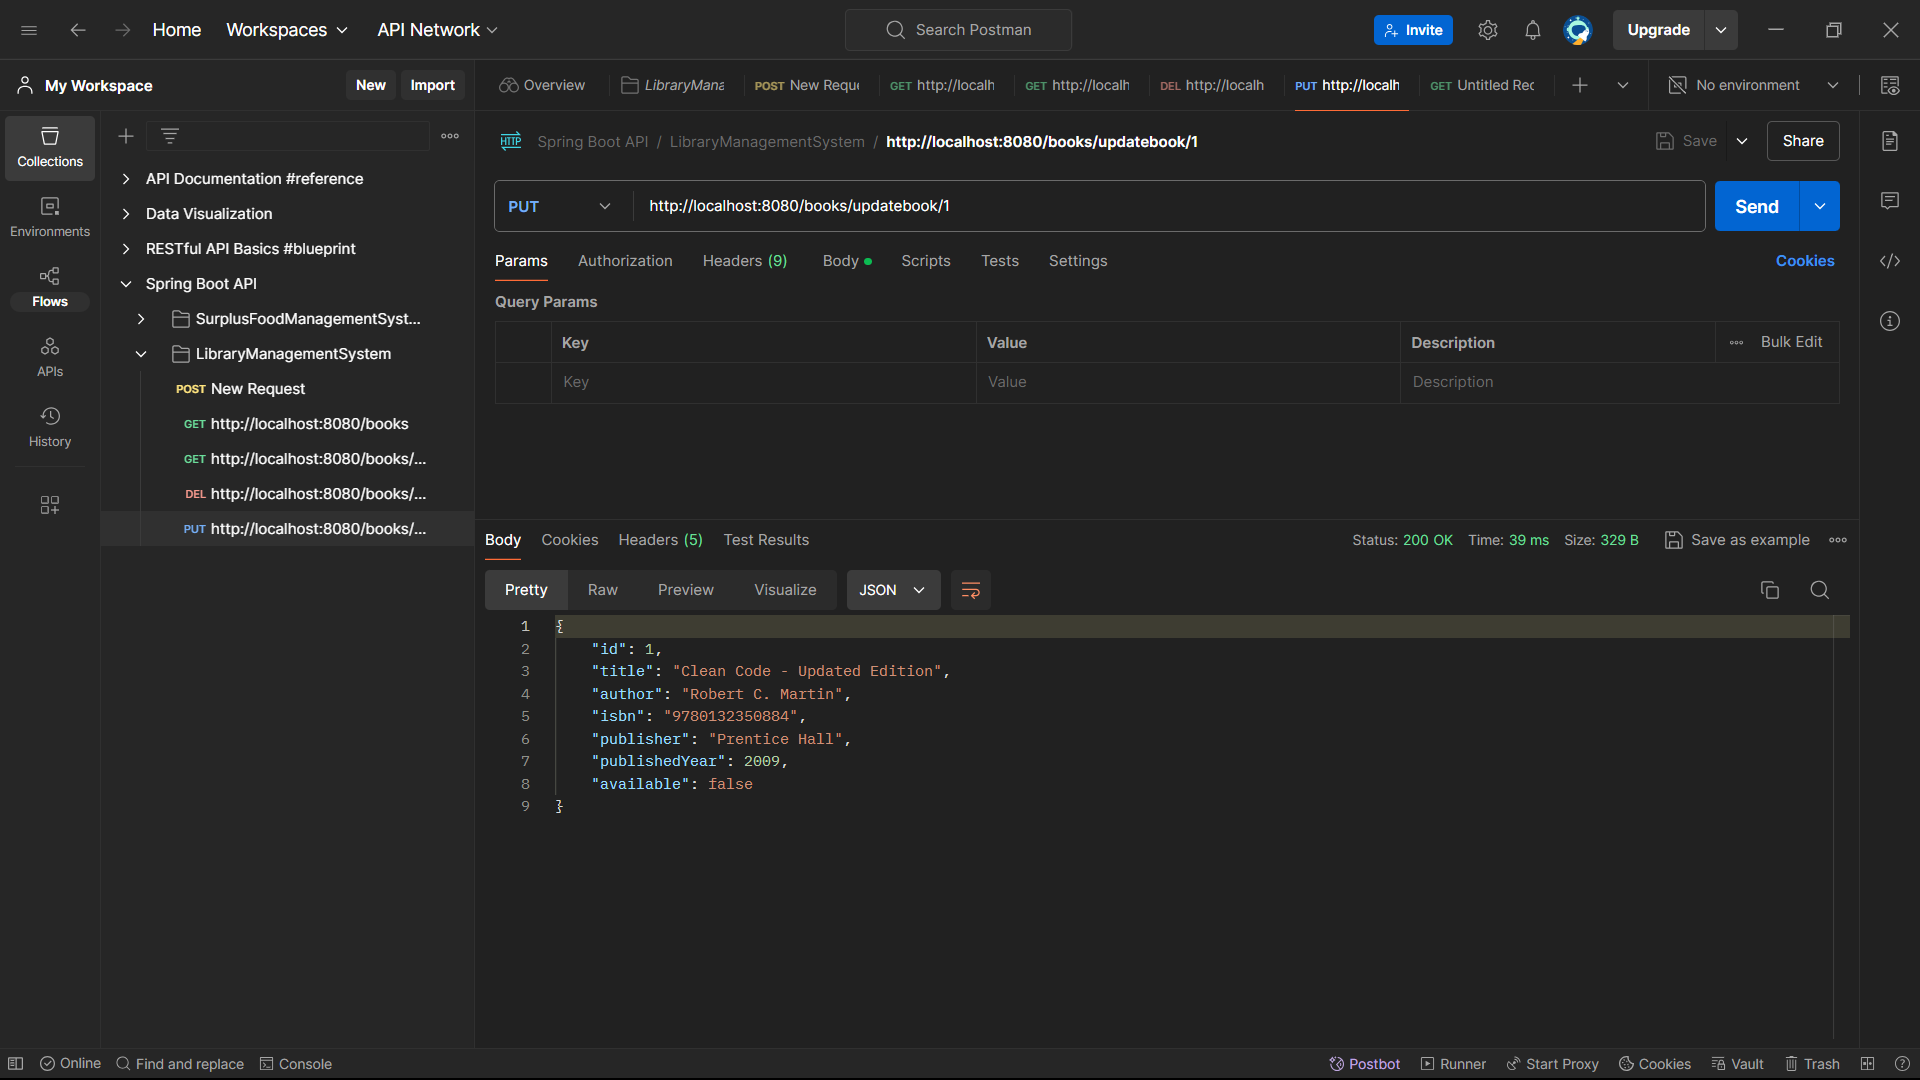 Home Workspaces API Network Search Postman Invite Upgrade
My Workspace New Import Overview LibraryMana POST New Reque GET http://localh GET http://localh DEL http://localh PUT http://localh GET Untitled Rec No environment
Collections
Environments
Flows
APIs
History
API Documentation #reference
Data Visualization
RESTful API Basics #blueprint
Spring Boot API
SurplusFoodManagementSyst...
LibraryManagementSystem
POST New Request
GET http://localhost:8080/books
GET http://localhost:8080/books/...
DEL http://localhost:8080/books/...
PUT http://localhost:8080/books/...
HTTP Spring Boot API / LibraryManagementSystem / http://localhost:8080/books/updatebook/1 Save Share
PUT http://localhost:8080/books/updatebook/1 Send
Params Authorization Headers (9) Body Scripts Tests Settings Cookies
Query Params
Key Value Description Bulk Edit
Key Value Description
Body Cookies Headers (5) Test Results Status: 200 OK Time: 39 ms Size: 329 B Save as example
Pretty Raw Preview Visualize JSON
1 {
2 "id": 1,
3 "title": "Clean Code - Updated Edition",
4 "author": "Robert C. Martin",
5 "isbn": "9780132350884",
6 "publisher": "Prentice Hall",
7 "publishedYear": 2009,
8 "available": false
9 }
Online Find and replace Console Postbot Runner Start Proxy Cookies Vault Trash